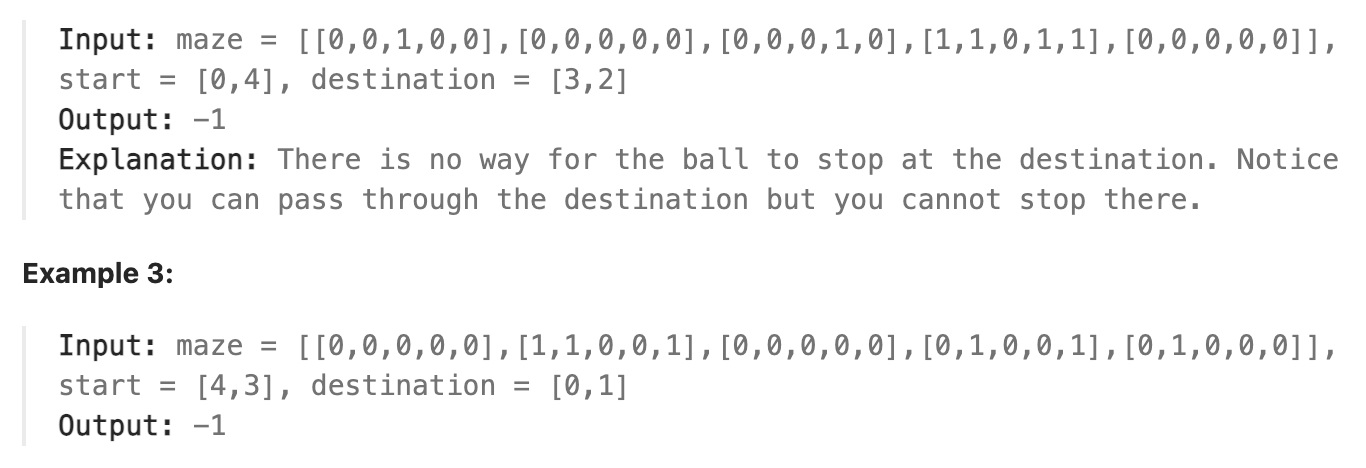 Input: maze = [[0,0,1,0,0],[0,0,0,0,0],[0,0,0,1,0],[1,1,0,1,1],[0,0,0,0,0]],
start = [0,4], destination = [3,2]
Output: -1
Explanation: There is no way for the ball to stop at the destination. Notice
that you can pass through the destination but you cannot stop there.
Example 3:
Input: maze = [[0,0,0,0,0],[1,1,0,0,1],[0,0,0,0,0],[0,1,0,0,1],[0,1,0,0,0]],
start = [4,3], destination = [0,1]
Output: -1